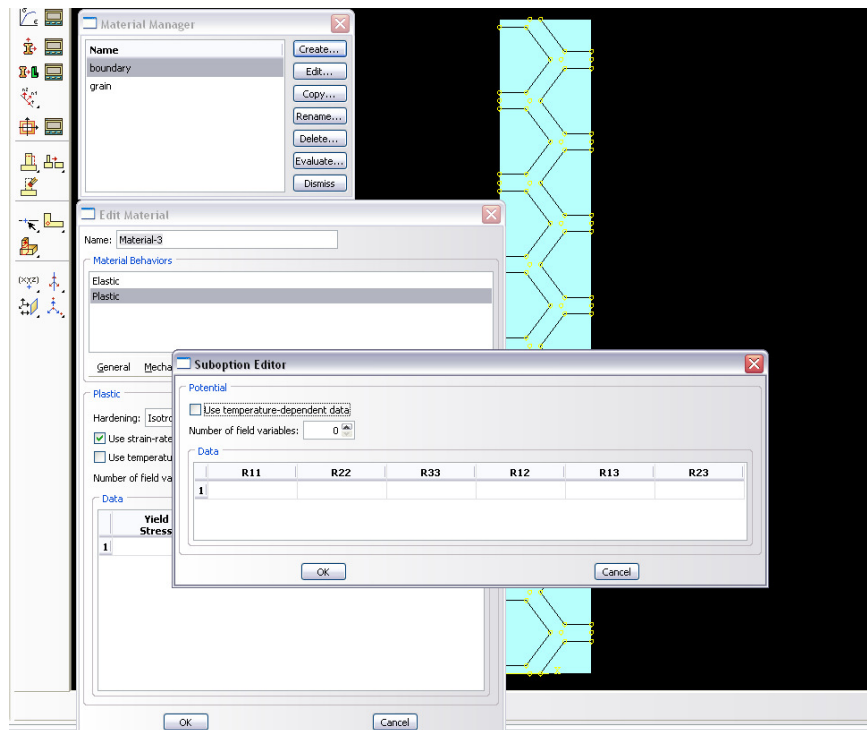 Material Manager
Name
boundary
grain
Create...
Edit...
Copy...
Rename...
Delete...
Evaluate...
Dismiss
Edit Material
Name: Material-3
Material Behaviors
Elastic
Plastic
General Mecha
Plastic
Hardening: Isotro
Use strain-rate
Use temperatu
Number of field va
Data
Yield
Stress
1
OK Cancel
Suboption Editor
Potential
Use temperature-dependent data
Number of field variables: 0
Data
R11 R22 R33 R12 R13 R23
1
OK Cancel
(XYZ)